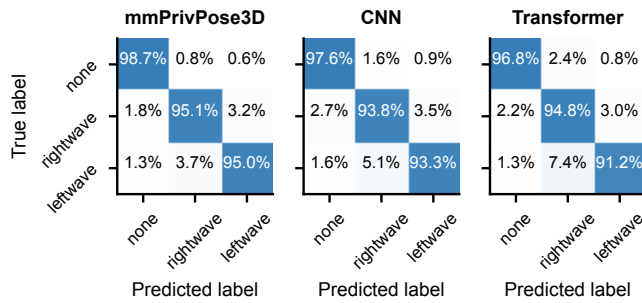 mmPrivPose3D CNN Transformer
none 98.7% 0.8% 0.6% 97.6% 1.6% 0.9% 96.8% 2.4% 0.8%
rightwave 1.8% 95.1% 3.2% 2.7% 93.8% 3.5% 2.2% 94.8% 3.0%
leftwave 1.3% 3.7% 95.0% 1.6% 5.1% 93.3% 1.3% 7.4% 91.2%
True label
none rightwave leftwave none rightwave leftwave none rightwave leftwave
Predicted label Predicted label Predicted label